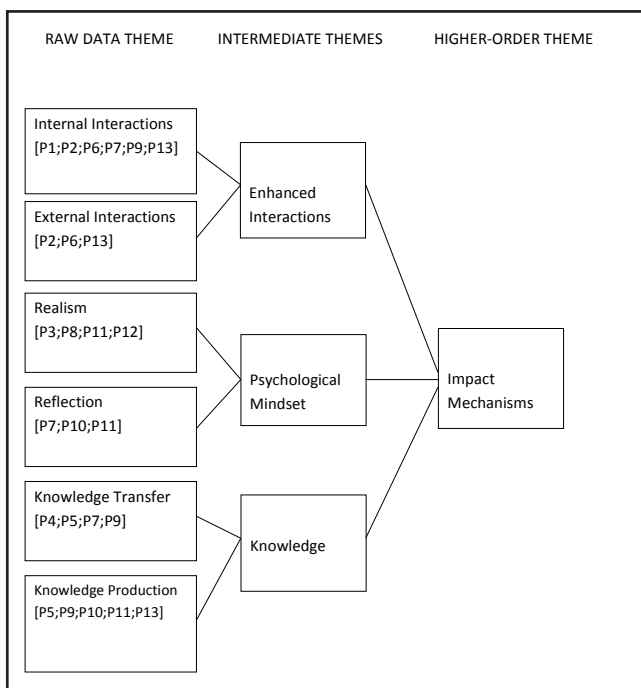 RAW DATA THEME
INTERMEDIATE THEMES
HIGHER-ORDER THEME
Internal Interactions
[P1;P2;P6;P7;P9;P13]
External Interactions
[P2;P6;P13]
Enhanced
Interactions
Realism
[P3;P8;P11;P12]
Reflection
[P7;P10;P11]
Psychological
Mindset
Knowledge Transfer
[P4;P5;P7;P9]
Knowledge Production
[P5;P9;P10;P11;P13]
Knowledge
Impact
Mechanisms